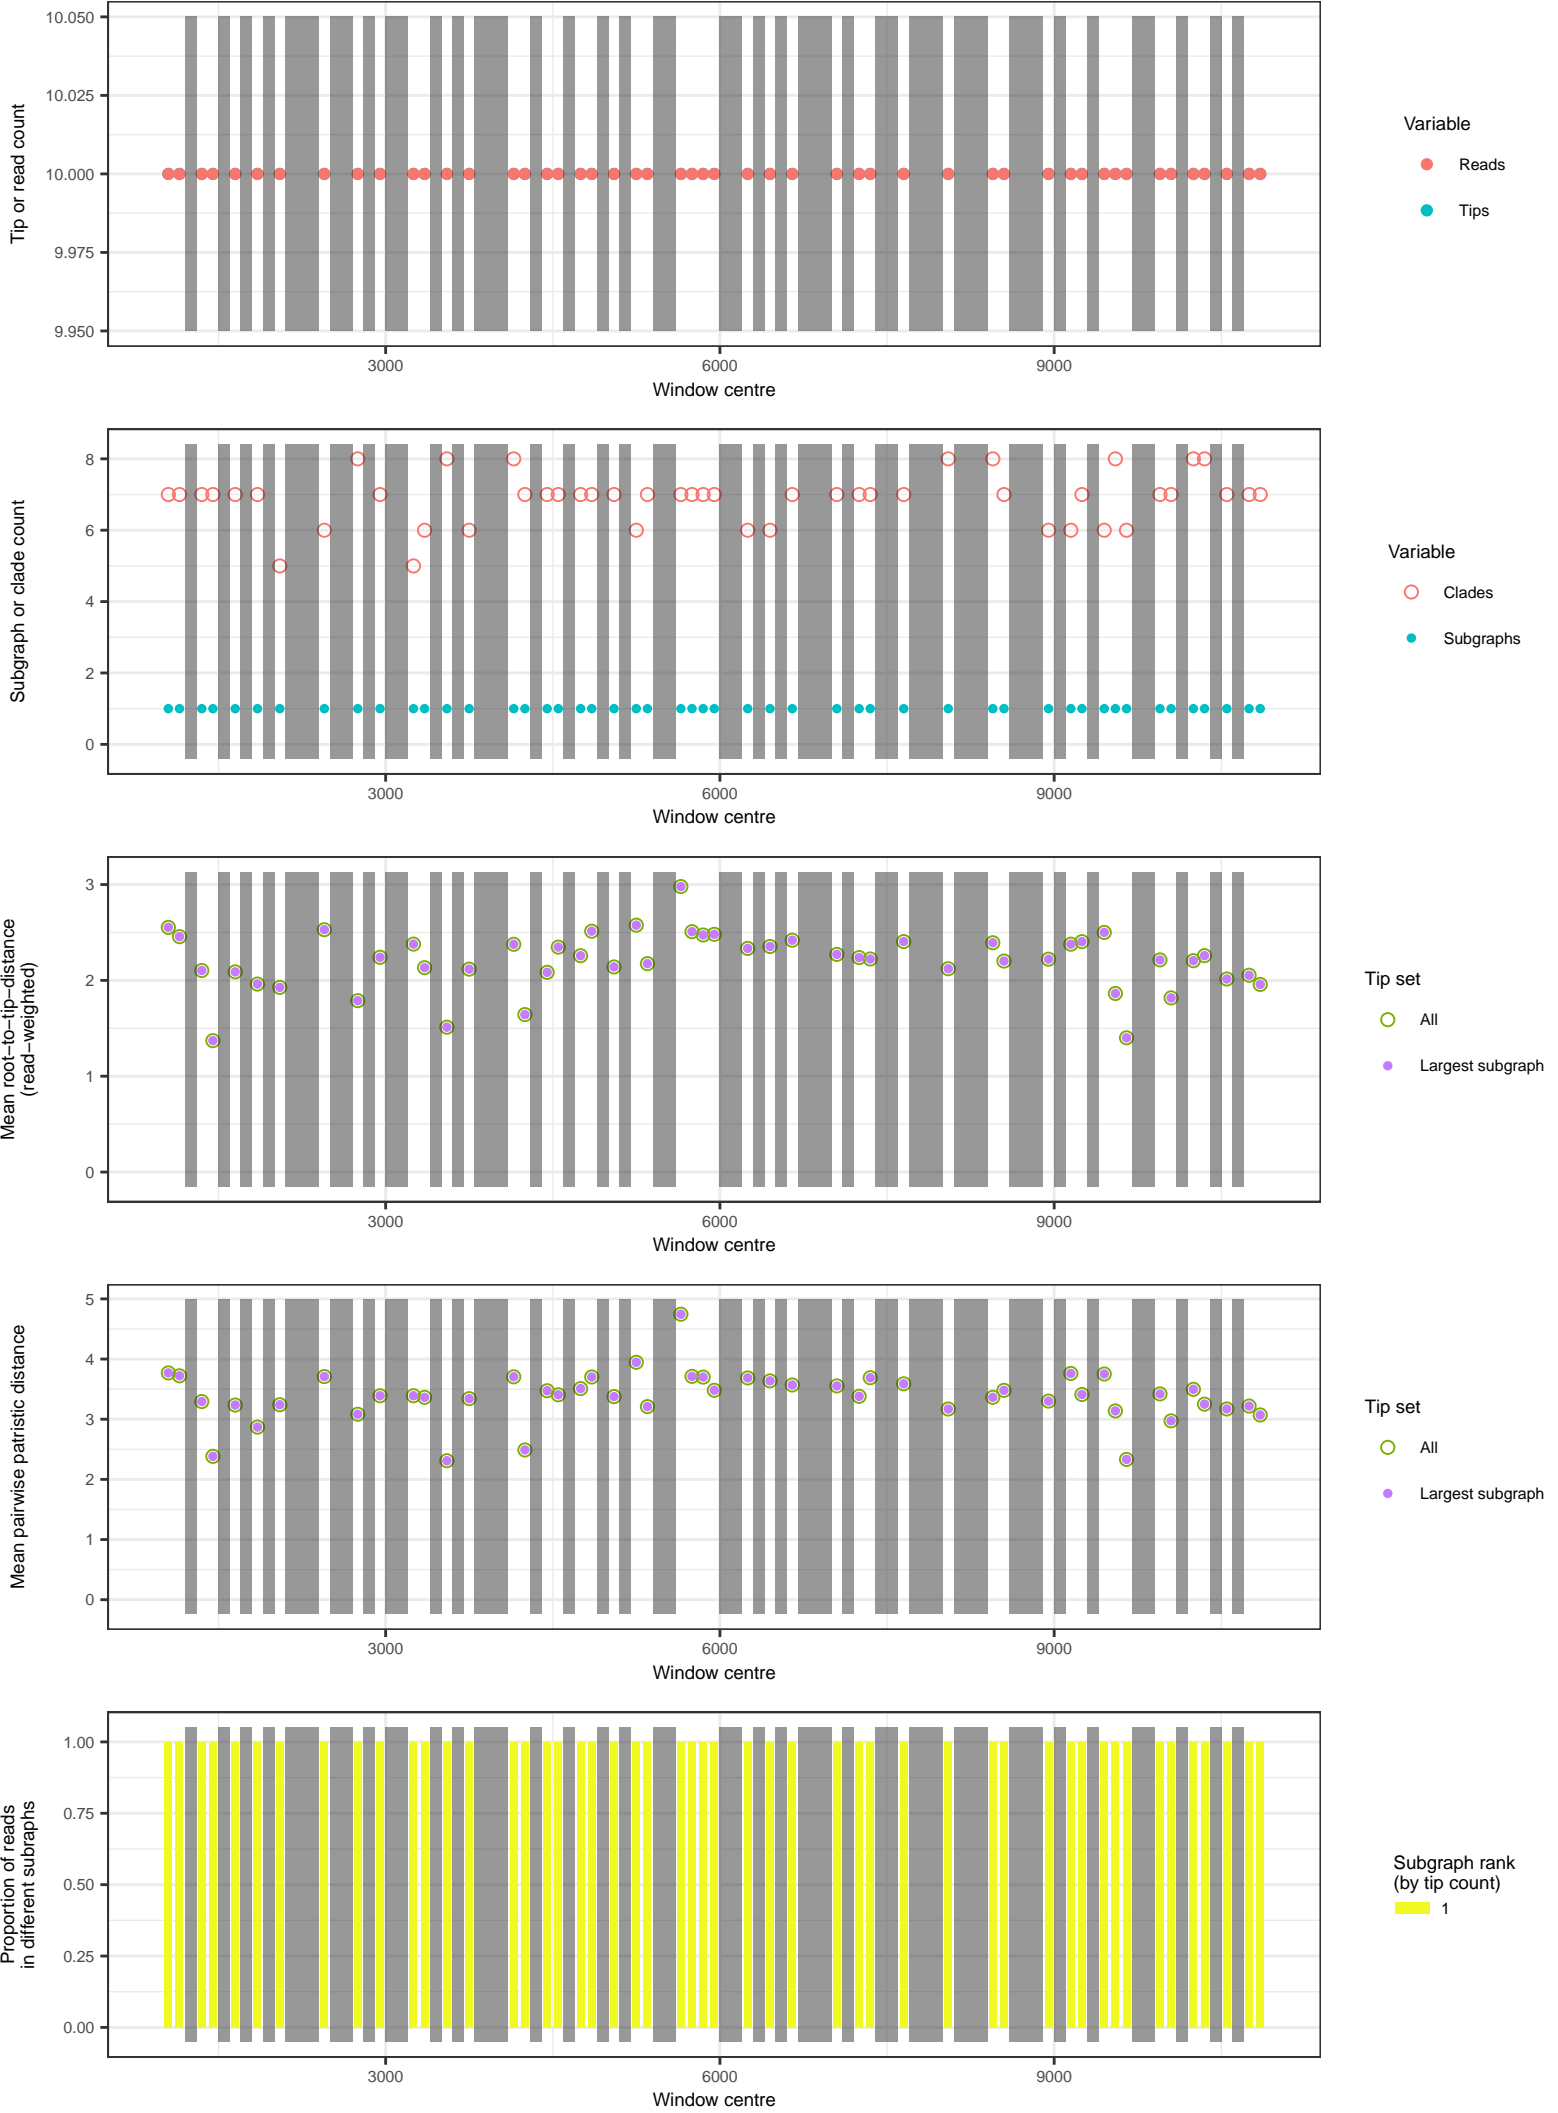 10.050
10.025
10.000
9.975
9.950
Tip or read count
3000 6000 9000
Window centre
Variable
Reads
Tips
8
6
4
2
0
Subgraph or clade count
3000 6000 9000
Window centre
Variable
Clades
Subgraphs
3
2
1
0
Mean root−to−tip−distance
(read−weighted)
3000 6000 9000
Window centre
Tip set
All
Largest subgraph
5
4
3
2
1
0
Mean pairwise patristic distance
3000 6000 9000
Window centre
Tip set
All
Largest subgraph
1.00
0.75
0.50
0.25
0.00
Proportion of reads
in different subraphs
3000 6000 9000
Window centre
Subgraph rank
(by tip count)
1